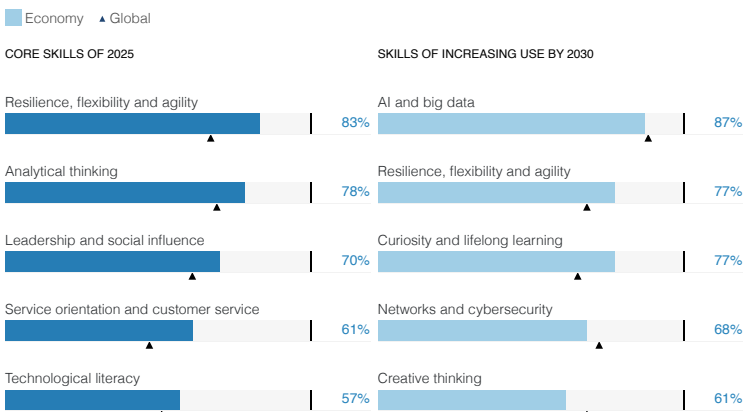 Economy Global
CORE SKILLS OF 2025
Resilience, flexibility and agility
83%
Analytical thinking
78%
Leadership and social influence
70%
Service orientation and customer service
61%
Technological literacy
57%
SKILLS OF INCREASING USE BY 2030
AI and big data
87%
Resilience, flexibility and agility
77%
Curiosity and lifelong learning
77%
Networks and cybersecurity
68%
Creative thinking
61%